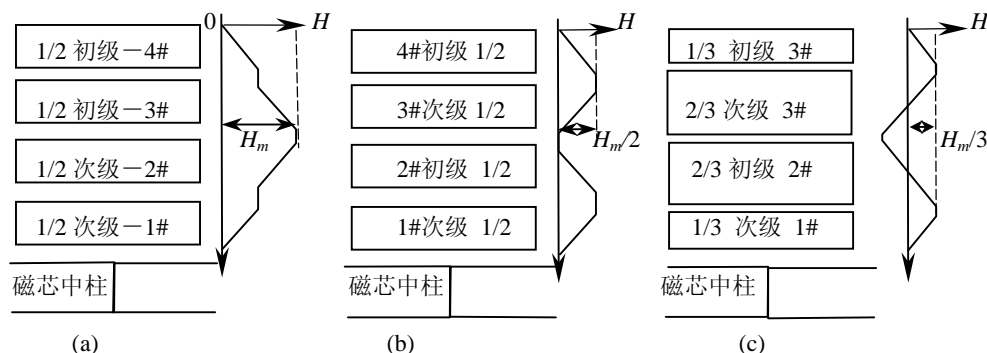 0 H
1/2 初级－4#
1/2 初级－3#
H_m
1/2 次级－2#
1/2 次级－1#
磁芯中柱
(a)
H
4#初级 1/2
3#次级 1/2
H_m/2
2#初级 1/2
1#次级 1/2
磁芯中柱
(b)
H
1/3 初级 3#
2/3 次级 3#
H_m/3
2/3 初级 2#
1/3 次级 1#
磁芯中柱
(c)